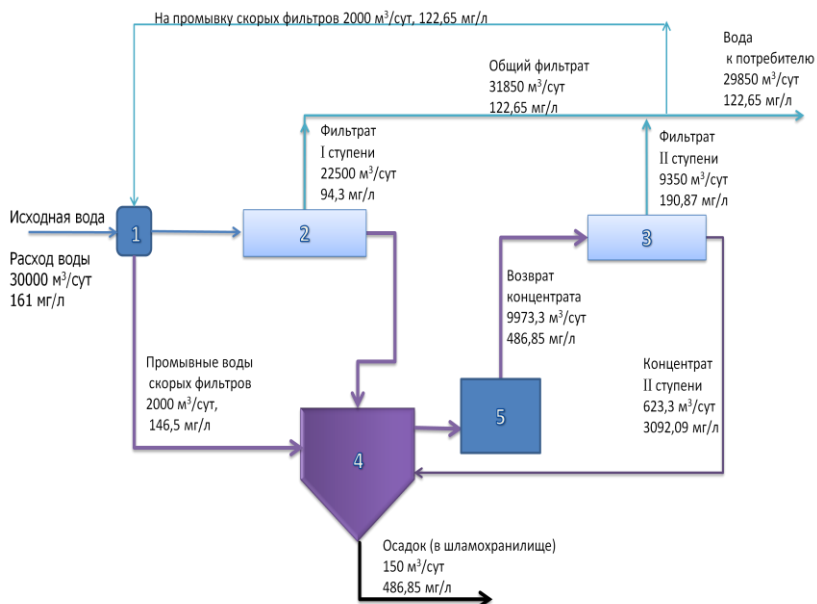 На промывку скорых фильтров 2000 м³/сут, 122,65 мг/л
Вода
к потребителю
29850 м³/сут
122,65 мг/л
Общий фильтрат
31850 м³/сут
122,65 мг/л
Фильтрат
I ступени
22500 м³/сут
94,3 мг/л
Фильтрат
II ступени
9350 м³/сут
190,87 мг/л
Исходная вода
1
2
3
Расход воды
30000 м³/сут
161 мг/л
Возврат
концентрата
9973,3 м³/сут
486,85 мг/л
Промывные воды
скорых фильтров
2000 м³/сут,
146,5 мг/л
Концентрат
II ступени
623,3 м³/сут
3092,09 мг/л
5
4
Осадок (в шламохранилище)
150 м³/сут
486,85 мг/л